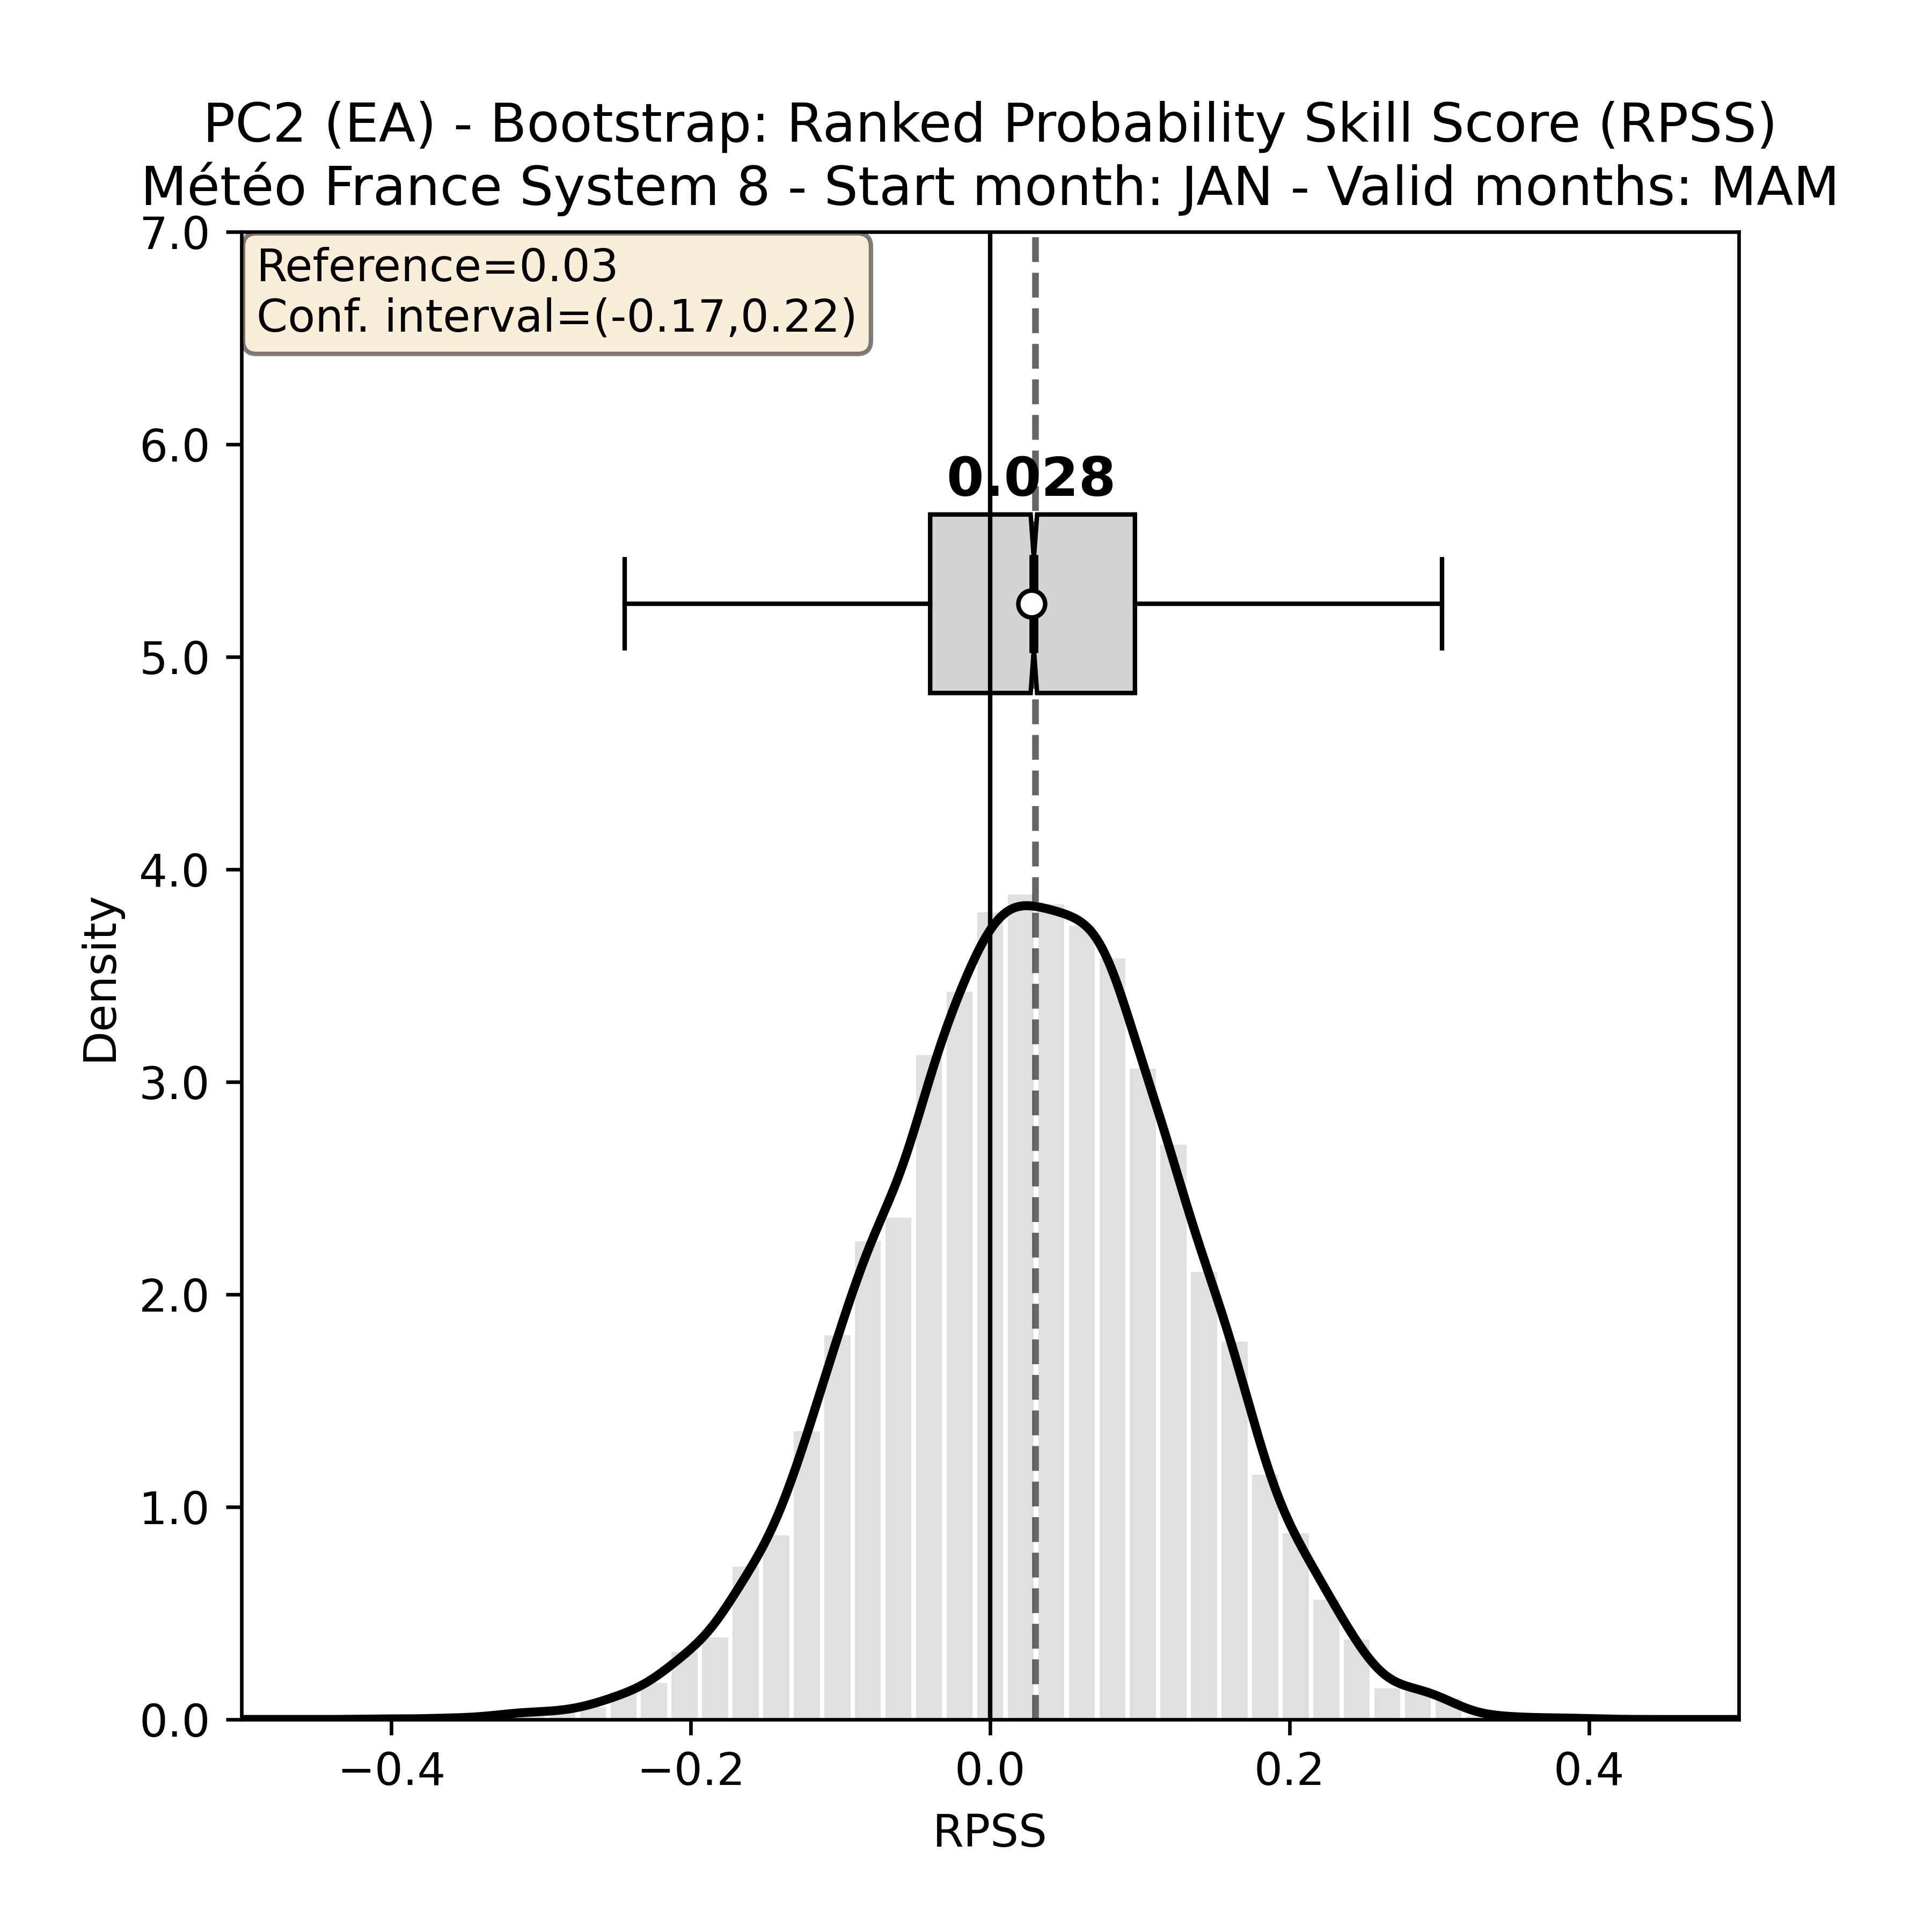 PC2 (EA) - Bootstrap: Ranked Probability Skill Score (RPSS)
Météo France System 8 - Start month: JAN - Valid months: MAM
Reference=0.03
Conf. interval=(-0.17,0.22)
0.028
7.0
6.0
5.0
4.0
3.0
2.0
1.0
0.0
Density
−0.4 −0.2 0.0 0.2 0.4
RPSS